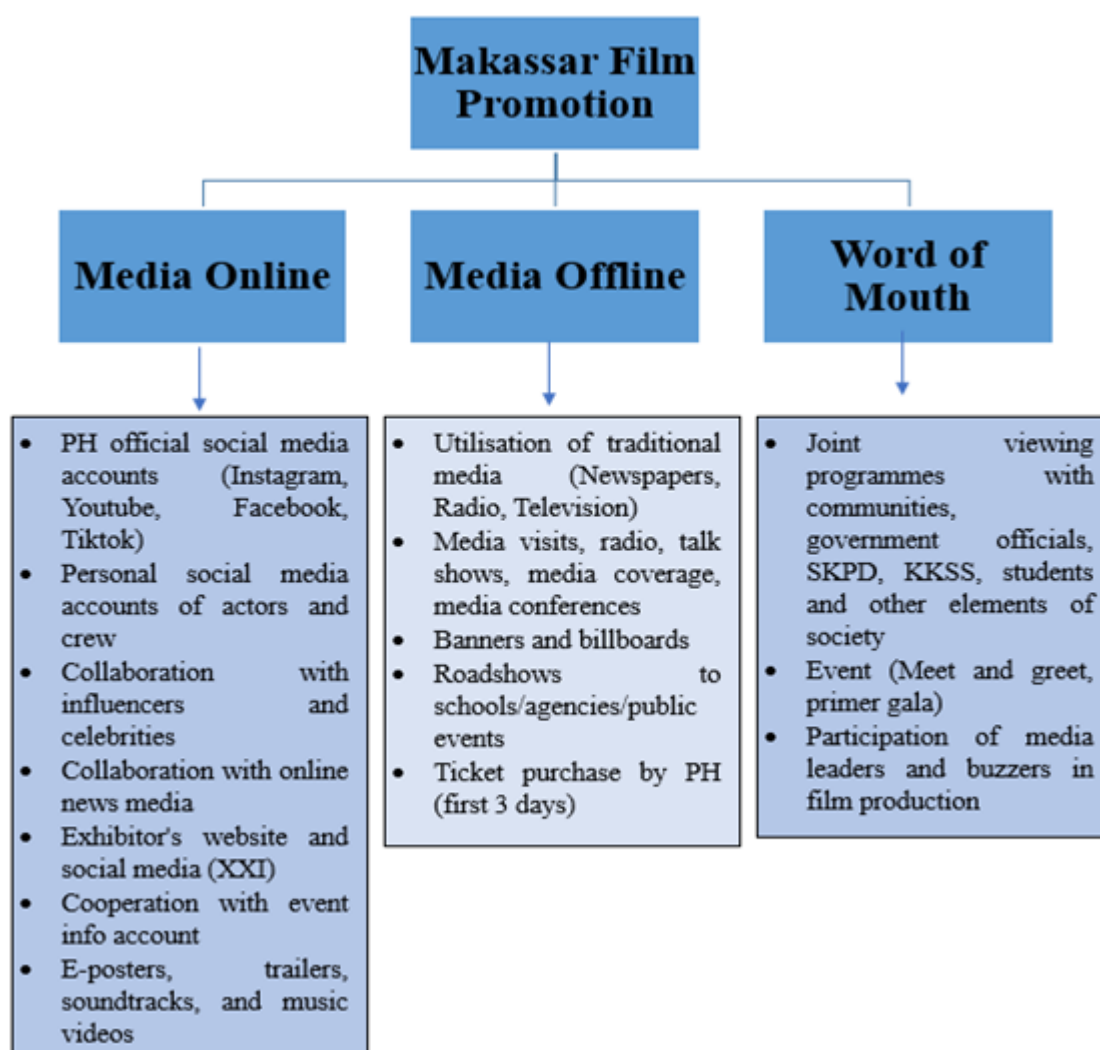 Makassar Film
Promotion
Media Online
Media Offline
Word of
Mouth
• PH official social media
accounts (Instagram,
Youtube, Facebook,
Tiktok)
• Personal social media
accounts of actors and
crew
• Collaboration with
influencers and
celebrities
• Collaboration with online
news media
• Exhibitor's website and
social media (XXI)
• Cooperation with event
info account
• E-posters, trailers,
soundtracks, and music
videos
• Utilisation of traditional
media (Newspapers,
Radio, Television)
• Media visits, radio, talk
shows, media coverage,
media conferences
• Banners and billboards
• Roadshows to
schools/agencies/public
events
• Ticket purchase by PH
(first 3 days)
• Joint viewing
programmes with
communities,
government officials,
SKPD, KKSS, students
and other elements of
society
• Event (Meet and greet,
primer gala)
• Participation of media
leaders and buzzers in
film production